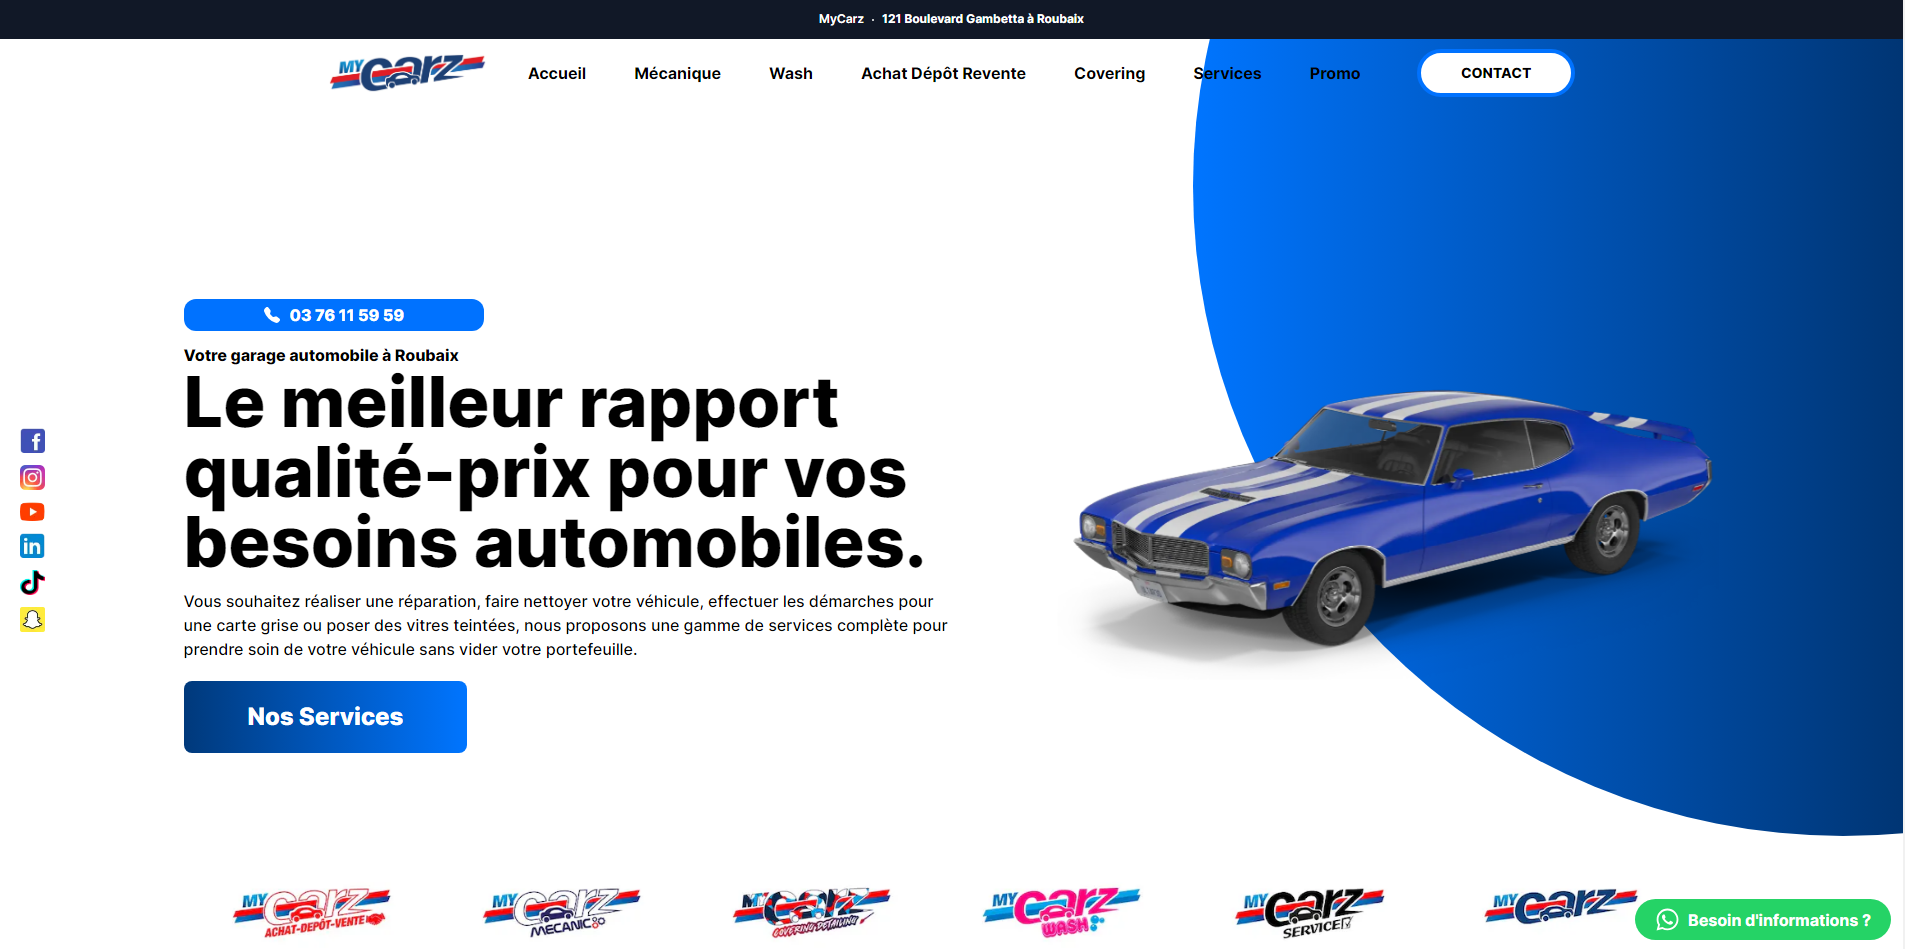 MyCarz · 121 Boulevard Gambetta à Roubaix
MY Carz
Accueil
Mécanique
Wash
Achat Dépôt Revente
Covering
Services
Promo
CONTACT
03 76 11 59 59
Votre garage automobile à Roubaix
Le meilleur rapport
qualité-prix pour vos
besoins automobiles.
Vous souhaitez réaliser une réparation, faire nettoyer votre véhicule, effectuer les démarches pour
une carte grise ou poser des vitres teintées, nous proposons une gamme de services complète pour
prendre soin de votre véhicule sans vider votre portefeuille.
Nos Services
MY Carz
ACHAT-DEPÔT-VENTE
MY Carz
MECANIC
MY Carz
COVERING DETAILING
MY Carz
WASH
MY Carz
SERVICE
MY Carz
Besoin d'informations ?